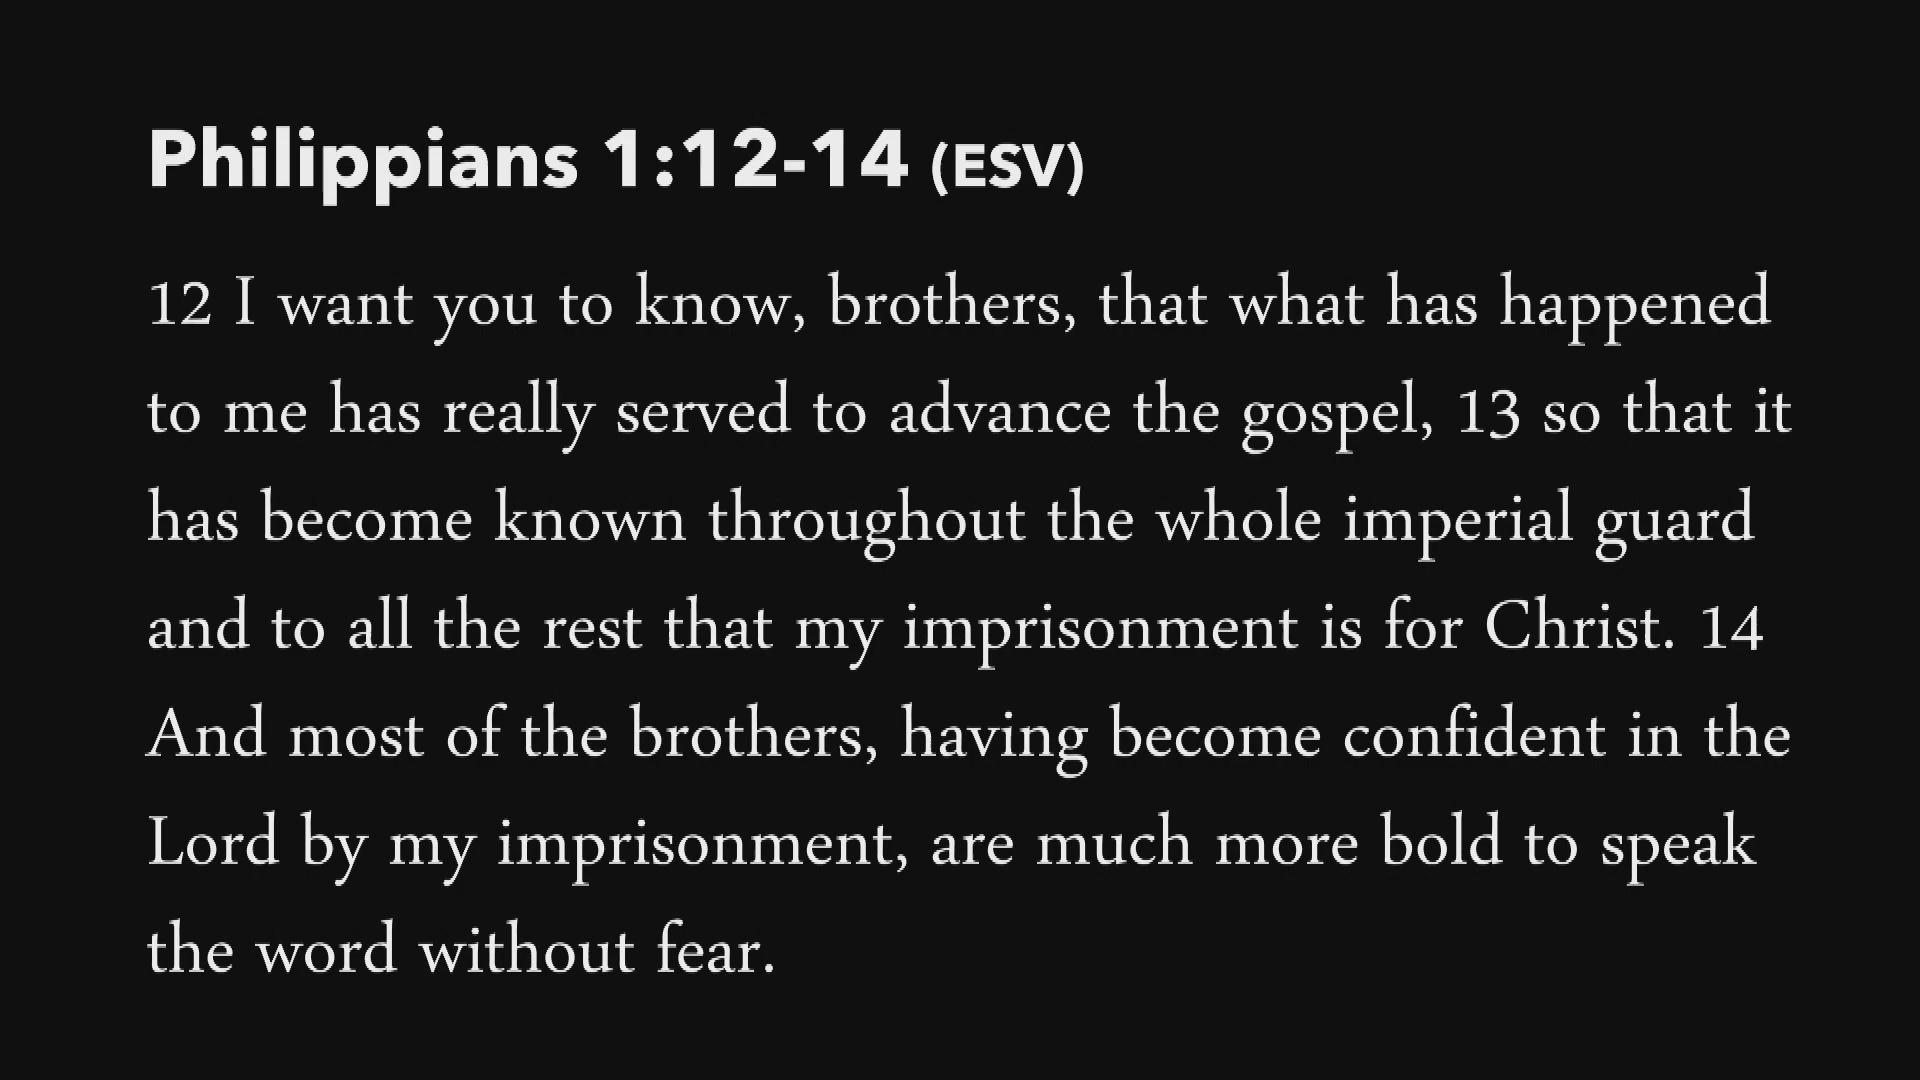 Philippians 1:12-14 (ESV)
12 I want you to know, brothers, that what has happened
to me has really served to advance the gospel, 13 so that it
has become known throughout the whole imperial guard
and to all the rest that my imprisonment is for Christ. 14
And most of the brothers, having become confident in the
Lord by my imprisonment, are much more bold to speak
the word without fear.